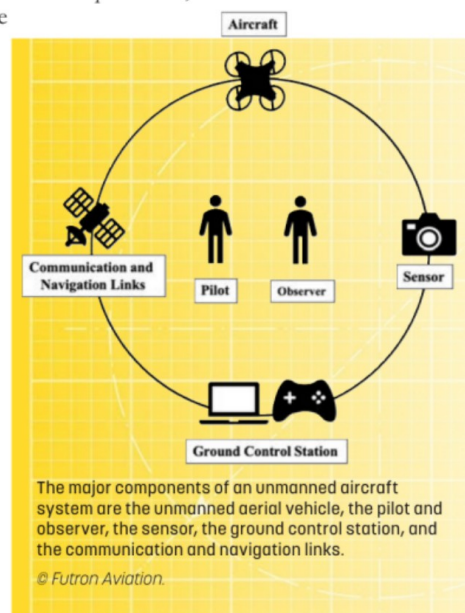 e
Aircraft
Communication and
Navigation Links
Pilot
Observer
Sensor
Ground Control Station
The major components of an unmanned aircraft
system are the unmanned aerial vehicle, the pilot and
observer, the sensor, the ground control station, and
the communication and navigation links.
© Futron Aviation.